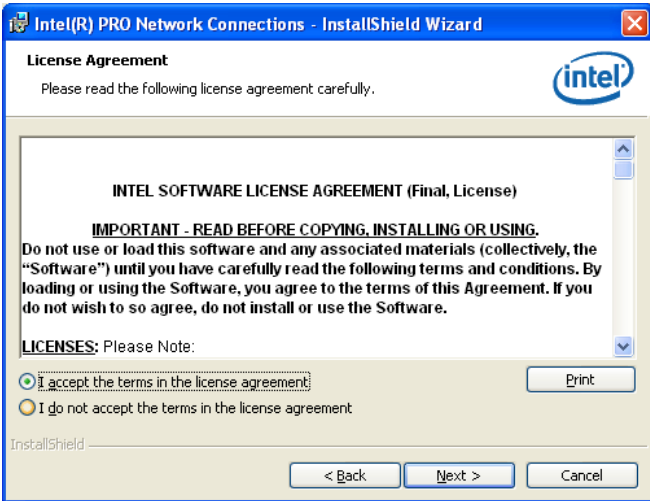 Intel(R) PRO Network Connections - InstallShield Wizard
License Agreement
Please read the following license agreement carefully.
intel
INTEL SOFTWARE LICENSE AGREEMENT (Final, License)
IMPORTANT - READ BEFORE COPYING, INSTALLING OR USING.
Do not use or load this software and any associated materials (collectively, the
“Software”) until you have carefully read the following terms and conditions. By
loading or using the Software, you agree to the terms of this Agreement. If you
do not wish to so agree, do not install or use the Software.
LICENSES: Please Note:
I accept the terms in the license agreement
Print
I do not accept the terms in the license agreement
InstallShield
< Back
Next >
Cancel